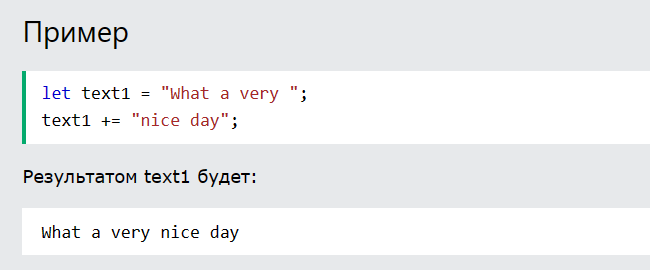 Пример
let text1 = "What a very ";
text1 += "nice day";
Результатом text1 будет:
What a very nice day